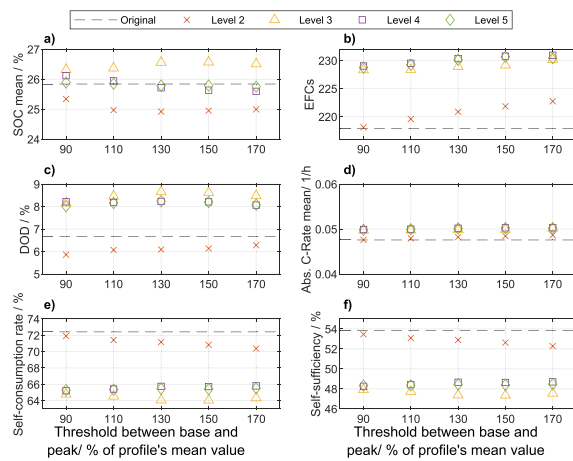 Original Level 2 Level 3 Level 4 Level 5
a)
SOC mean / %
27
26
25
24
90 110 130 150 170
b)
EFCs
230
225
220
90 110 130 150 170
c)
DOD / %
9
8
7
6
5
90 110 130 150 170
d)
Abs. C-Rate mean/ 1/h
0.06
0.05
0.04
90 110 130 150 170
e)
Self-consumption rate / %
74
72
70
68
66
64
90 110 130 150 170
Threshold between base and
peak/ % of profile's mean value
f)
Self-sufficiency / %
54
52
50
48
46
90 110 130 150 170
Threshold between base and
peak/ % of profile's mean value